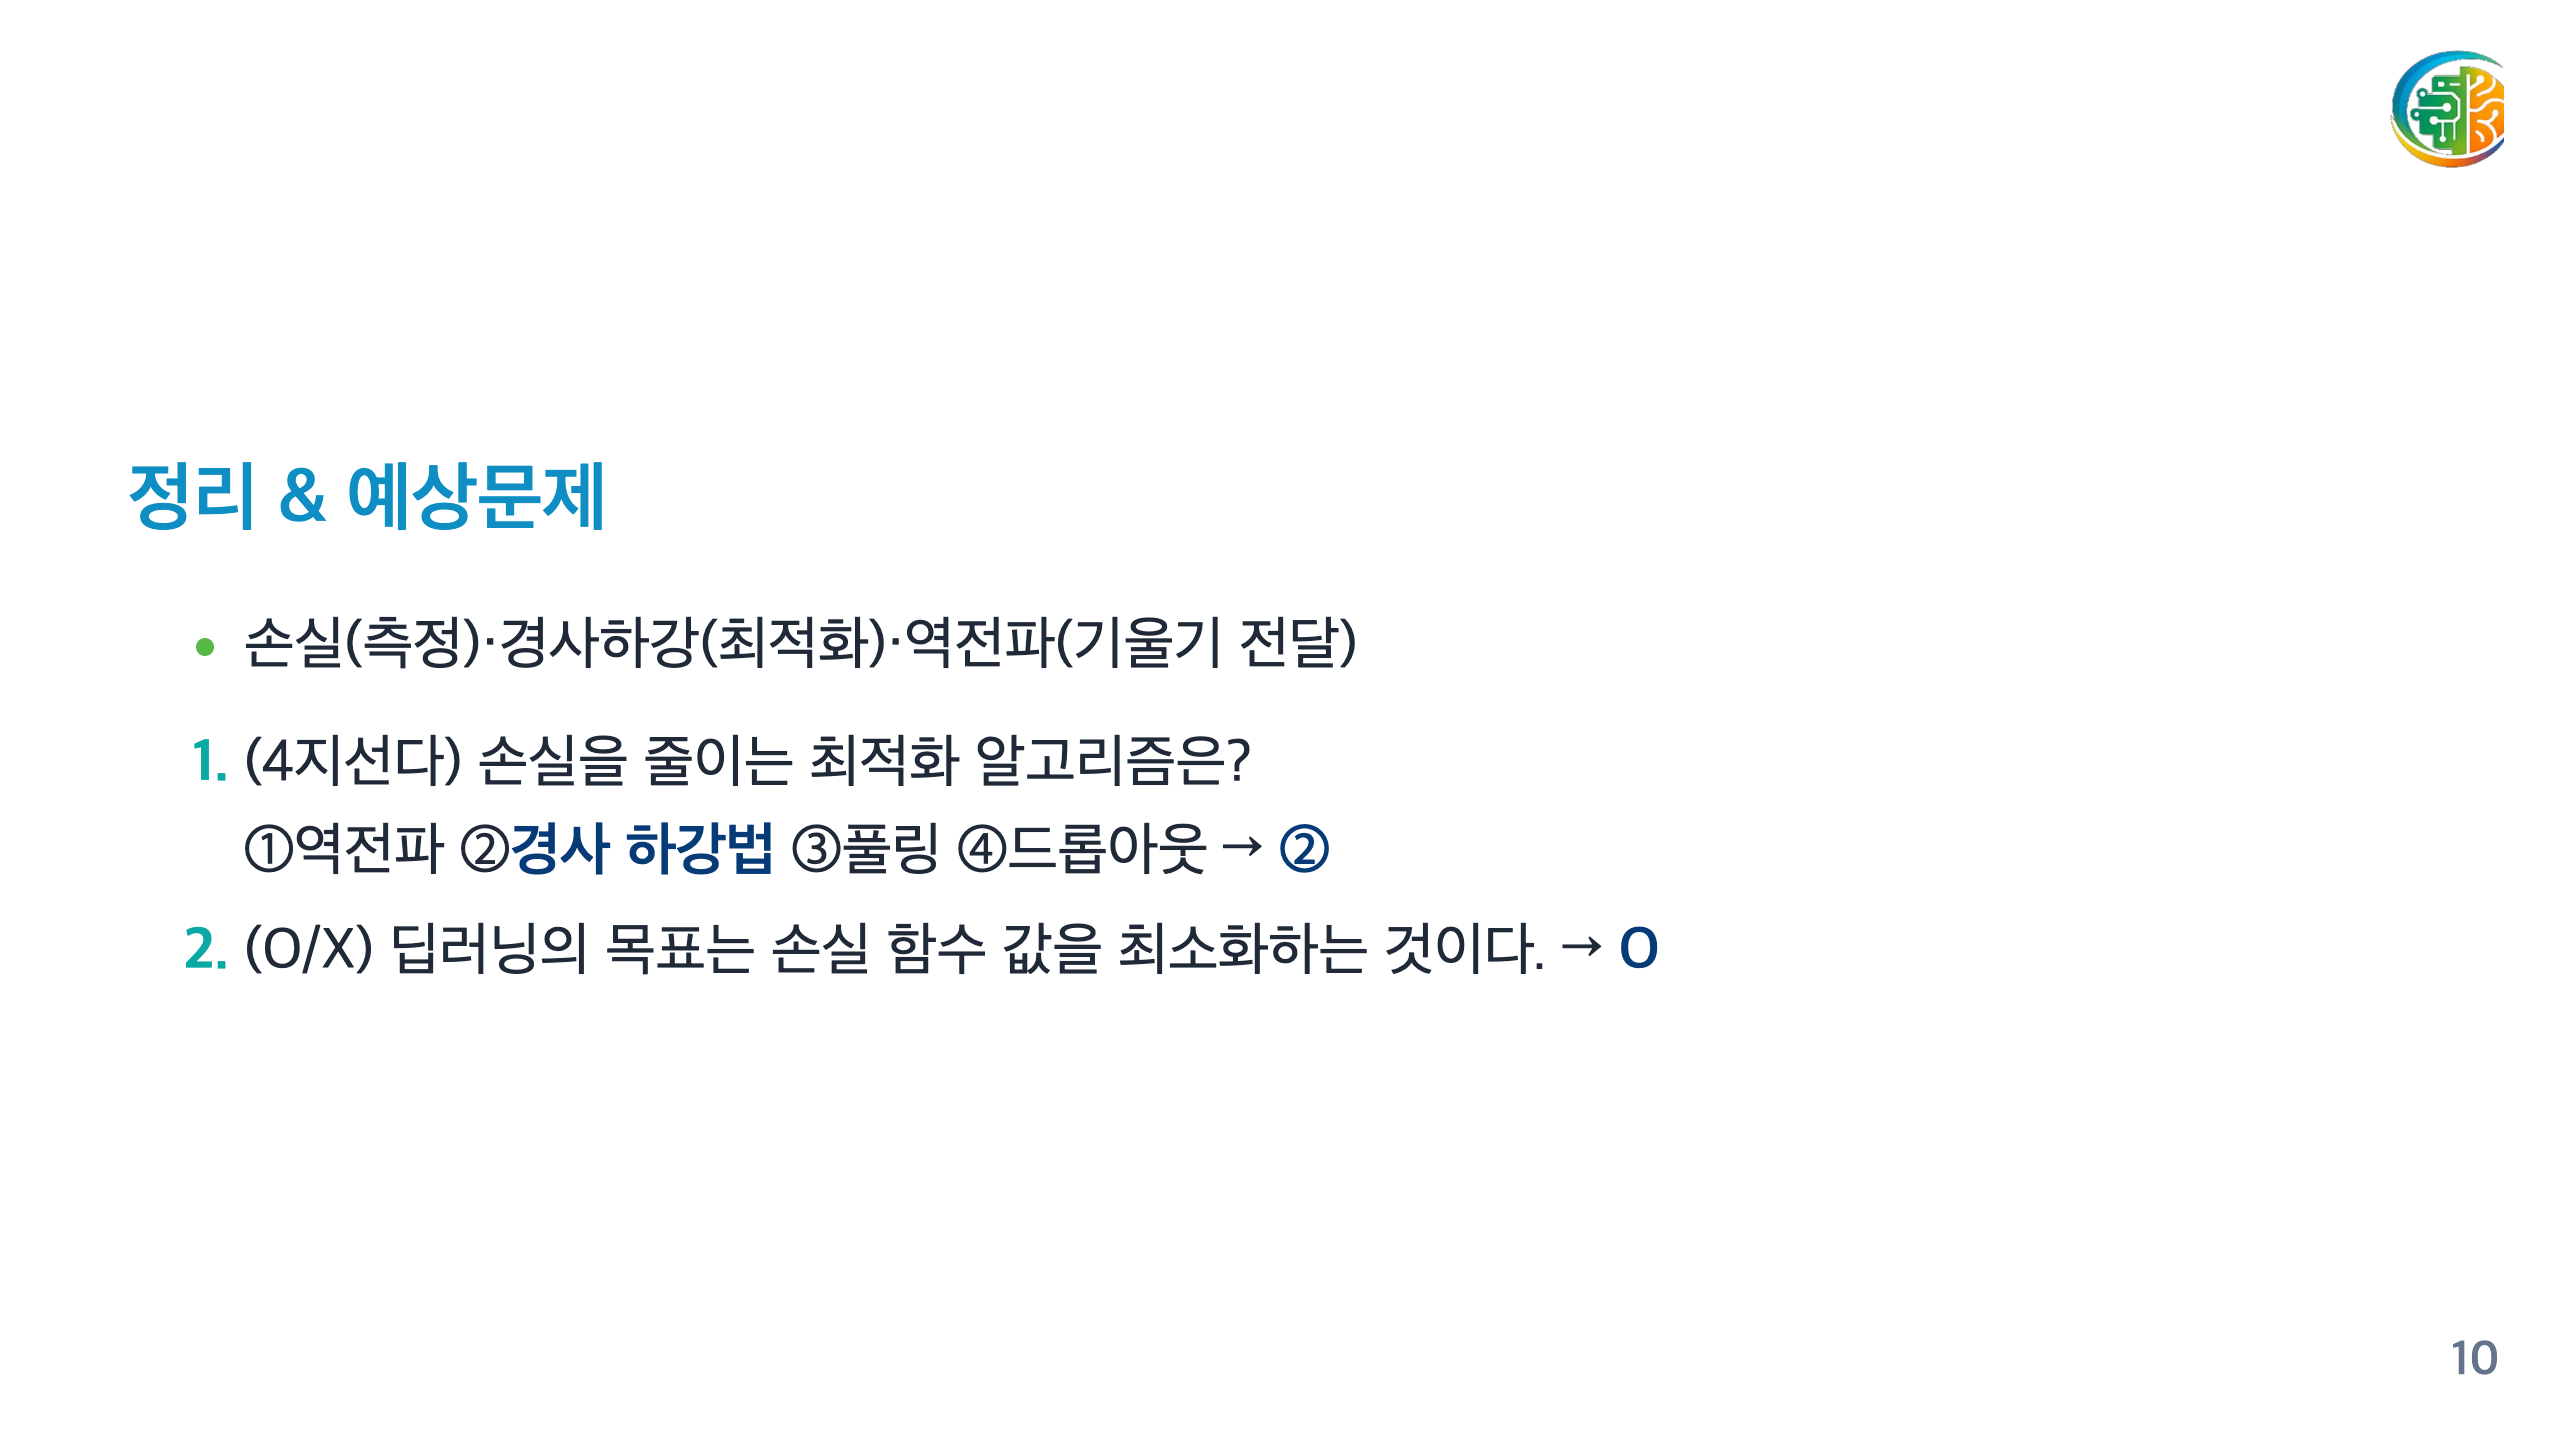 정리 & 예상문제
• 손실(측정)·경사하강(최적화)·역전파(기울기 전달)
1. (4지선다) 손실을 줄이는 최적화 알고리즘은?
①역전파 ②경사 하강법 ③풀링 ④드롭아웃 → ②
2. (O/X) 딥러닝의 목표는 손실 함수 값을 최소화하는 것이다. → O
10